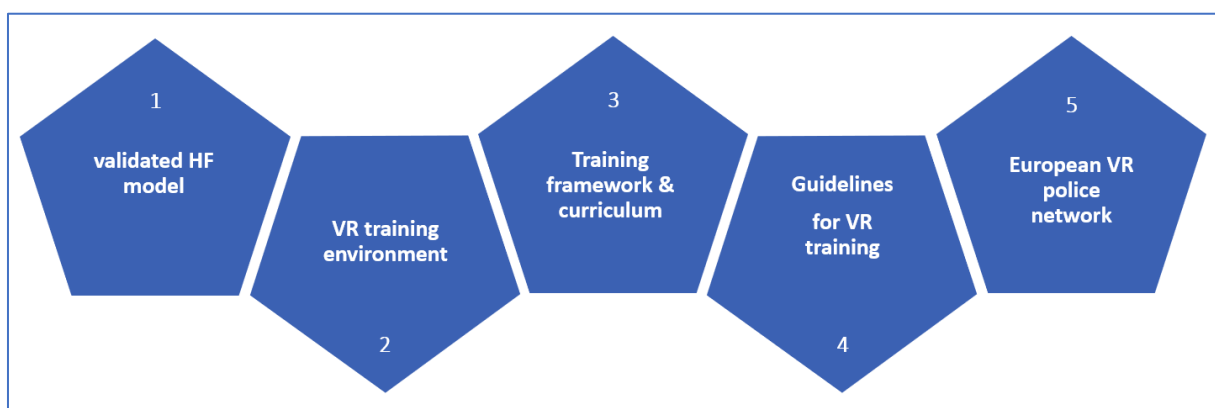 1
validated HF
model
VR training
environment
2
3
Training
framework &
curriculum
Guidelines
for VR
training
4
5
European VR
police
network